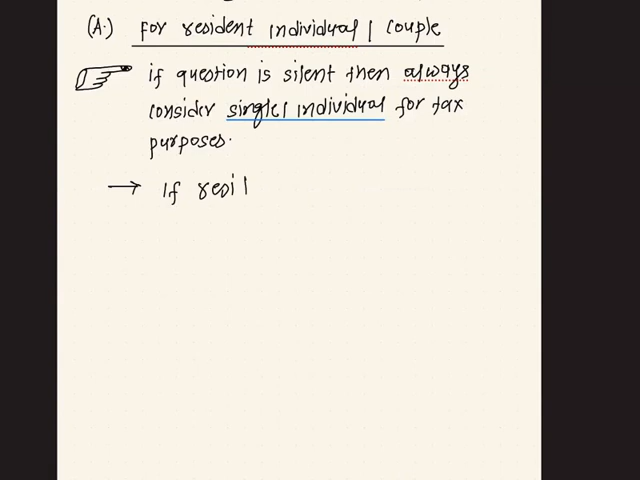 (A.) For resident individual / couple
if question is silent then always
consider single / individual for tax
purposes.
→ If resi